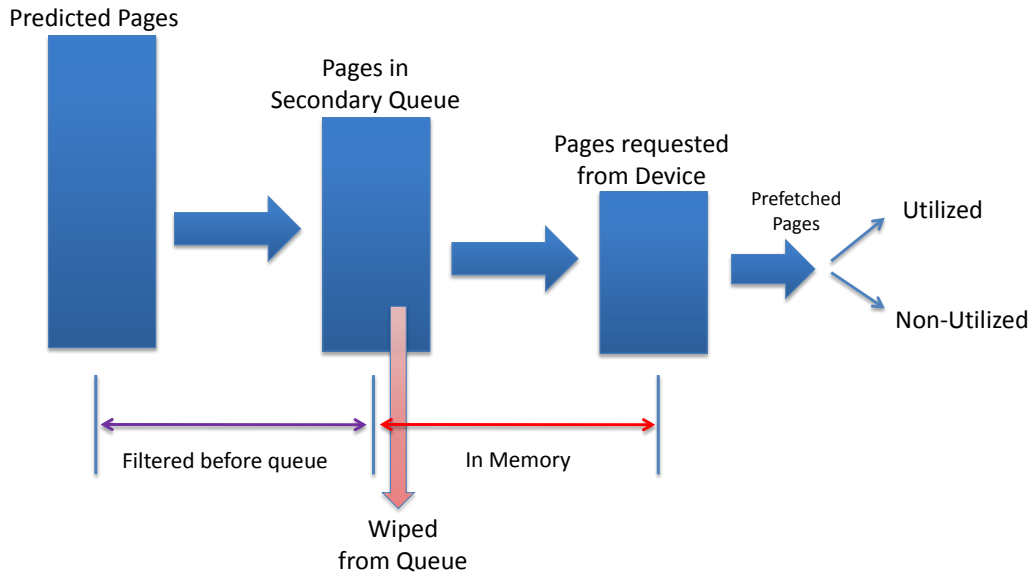 Predicted Pages
Pages in
Secondary Queue
Pages requested
from Device
Prefetched
Pages
Utilized
Non-Utilized
Filtered before queue
In Memory
Wiped
from Queue